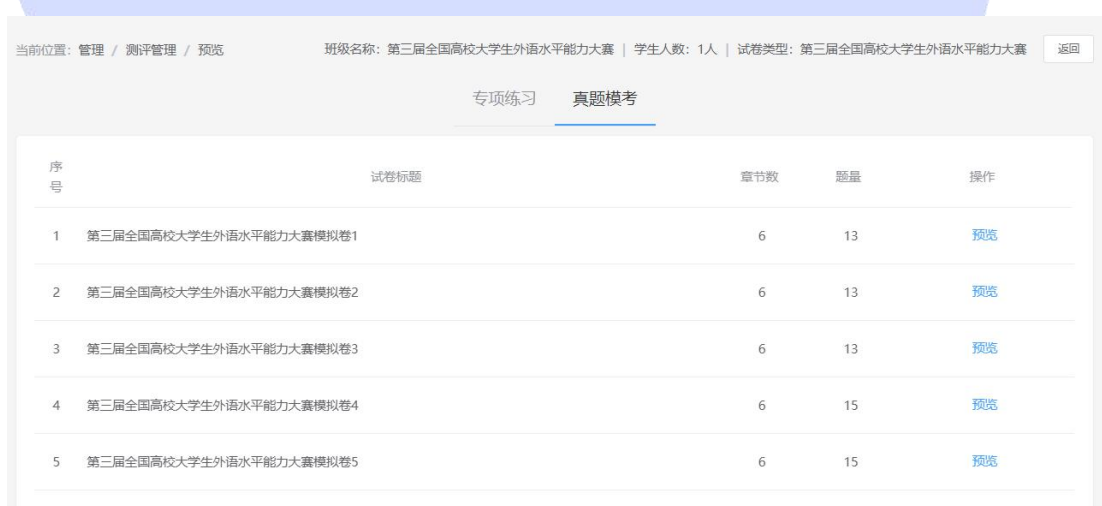 当前位置: 管理 / 测评管理 / 预览 班级名称: 第三届全国高校大学生外语水平能力大赛 | 学生人数: 1人 | 试卷类型: 第三届全国高校大学生外语水平能力大赛 返回
专项练习 真题模考
序号 试卷标题 章节数 题量 操作
1 第三届全国高校大学生外语水平能力大赛模拟卷1 6 13 预览
2 第三届全国高校大学生外语水平能力大赛模拟卷2 6 13 预览
3 第三届全国高校大学生外语水平能力大赛模拟卷3 6 13 预览
4 第三届全国高校大学生外语水平能力大赛模拟卷4 6 15 预览
5 第三届全国高校大学生外语水平能力大赛模拟卷5 6 15 预览